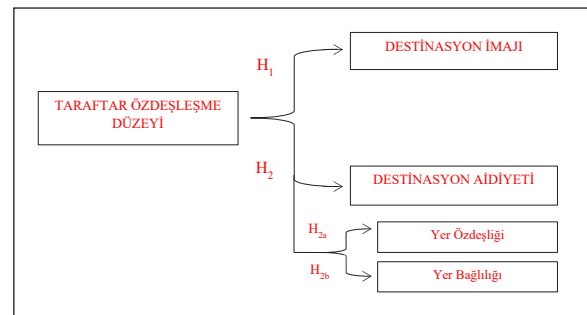 DESTİNASYON İMAJI
H1
TARAFTAR ÖZDEŞLEŞME
DÜZEYİ
H2
DESTİNASYON AİDİYETİ
H2a
Yer Özdeşliği
H2b
Yer Bağlılığı